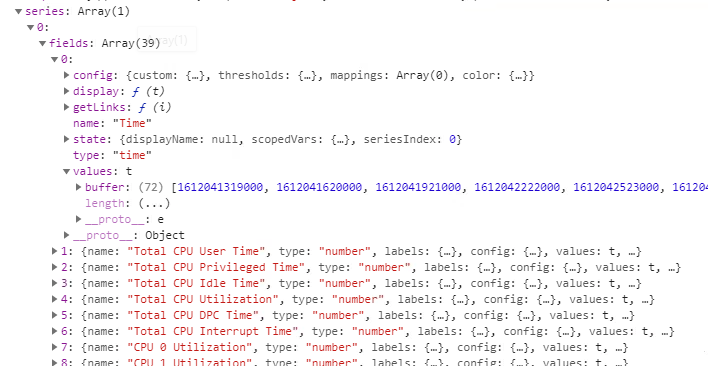 ▼ series: Array(1)
▼ 0:
▼ fields: Array(39)
▼ 0:
▶ config: {custom: {…}, thresholds: {…}, mappings: Array(0), color: {…}}
▶ display: ƒ (t)
▶ getLinks: ƒ (i)
name: "Time"
▶ state: {displayName: null, scopedVars: {…}, seriesIndex: 0}
type: "time"
▼ values: t
▶ buffer: (72) [1612041319000, 1612041620000, 1612041921000, 1612042222000, 1612042523000, 16120
length: (...)
▶ __proto__: e
▶ __proto__: Object
▶ 1: {name: "Total CPU User Time", type: "number", labels: {…}, config: {…}, values: t, …}
▶ 2: {name: "Total CPU Privileged Time", type: "number", labels: {…}, config: {…}, values: t, …}
▶ 3: {name: "Total CPU Idle Time", type: "number", labels: {…}, config: {…}, values: t, …}
▶ 4: {name: "Total CPU Utilization", type: "number", labels: {…}, config: {…}, values: t, …}
▶ 5: {name: "Total CPU DPC Time", type: "number", labels: {…}, config: {…}, values: t, …}
▶ 6: {name: "Total CPU Interrupt Time", type: "number", labels: {…}, config: {…}, values: t, …}
▶ 7: {name: "CPU 0 Utilization", type: "number", labels: {…}, config: {…}, values: t, …}
▶ 8: {name: "CPU 1 Utilization", type: "number", labels: {…}, config: {…}, values: t, …}